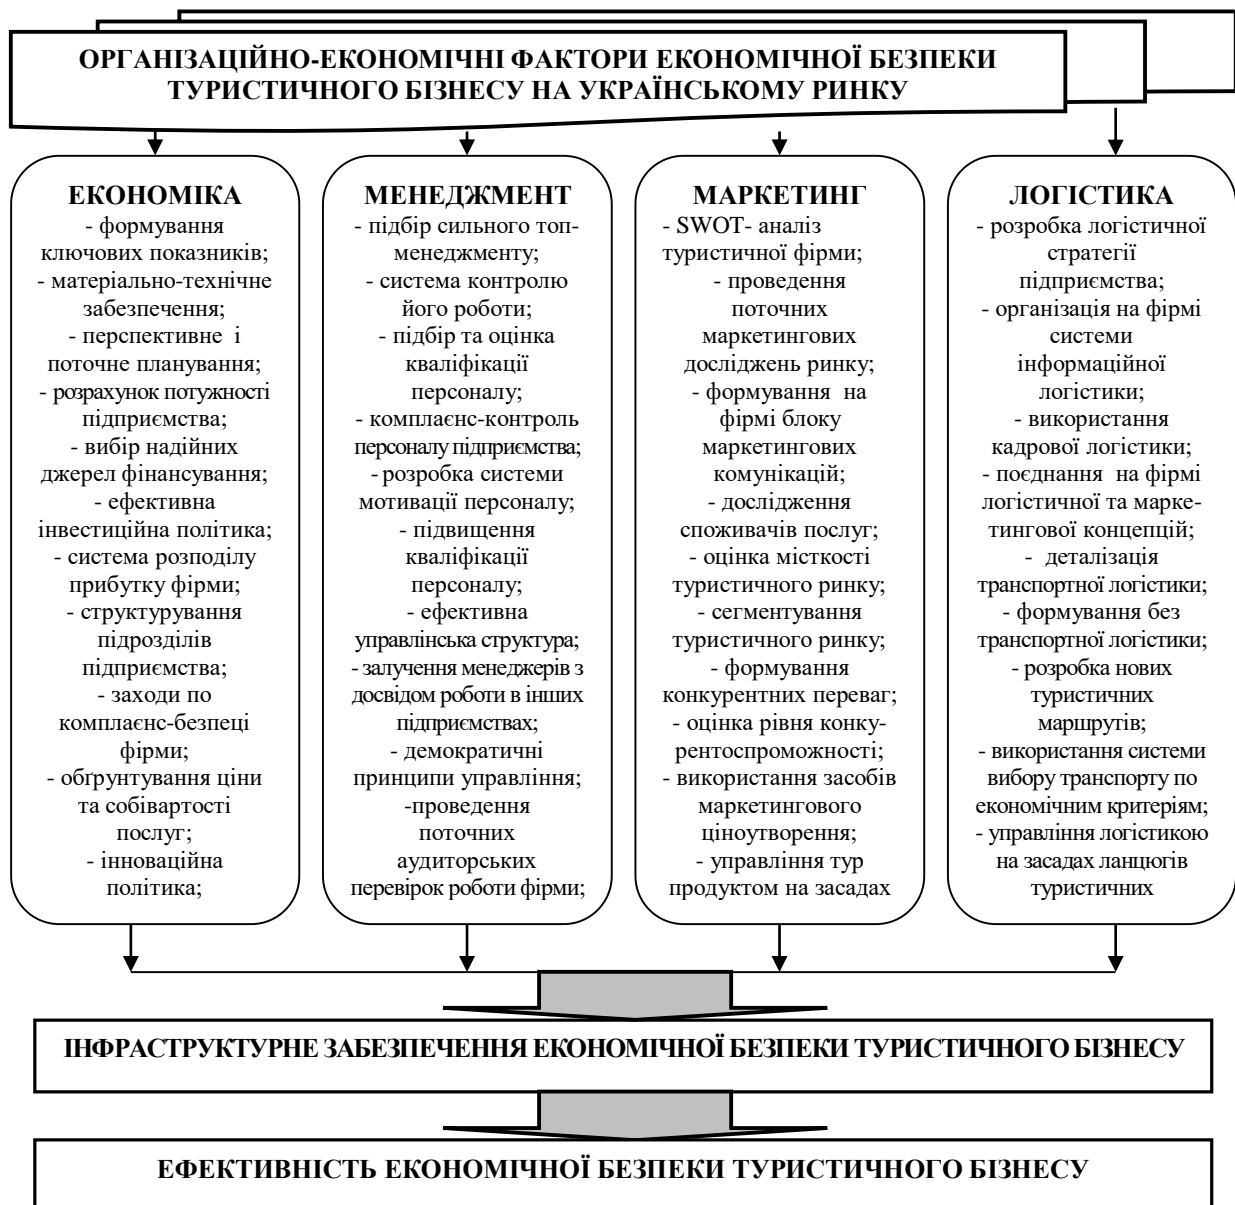 ОРГАНІЗАЦІЙНО-ЕКОНОМІЧНІ ФАКТОРИ ЕКОНОМІЧНОЇ БЕЗПЕКИ
ТУРИСТИЧНОГО БІЗНЕСУ НА УКРАЇНСЬКОМУ РИНКУ
ЕКОНОМІКА
- формування
ключових показників;
- матеріально-технічне
забезпечення;
- перспективне і
поточне планування;
- розрахунок потужності
підприємства;
- вибір надійних
джерел фінансування;
- ефективна
інвестиційна політика;
- система розподілу
прибутку фірми;
- структурування
підрозділів
підприємства;
- заходи по
комплаєнс-безпеці
фірми;
- обґрунтування ціни
та собівартості
послуг;
- інноваційна
політика;
МЕНЕДЖМЕНТ
- підбір сильного топ-
менеджменту;
- система контролю
його роботи;
- підбір та оцінка
кваліфікації
персоналу;
- комплаєнс-контроль
персоналу підприємства;
- розробка системи
мотивації персоналу;
- підвищення
кваліфікації
персоналу;
- ефективна
управлінська структура;
- залучення менеджерів з
досвідом роботи в інших
підприємствах;
- демократичні
принципи управління;
-проведення
поточних
аудиторських
перевірок роботи фірми;
МАРКЕТИНГ
- SWOT- аналіз
туристичної фірми;
- проведення
поточних
маркетингових
досліджень ринку;
- формування на
фірмі блоку
маркетингових
комунікацій;
- дослідження
споживачів послуг;
- оцінка місткості
туристичного ринку;
- сегментування
туристичного ринку;
- формування
конкурентних переваг;
- оцінка рівня конку-
рентоспроможності;
- використання засобів
маркетингового
ціноутворення;
- управління тур
продуктом на засадах
ЛОГІСТИКА
- розробка логістичної
стратегії
підприємства;
- організація на фірмі
системи
інформаційної
логістики;
- використання
кадрової логістики;
- поєднання на фірмі
логістичної та марке-
тингової концепцій;
- деталізація
транспортної логістики;
- формування без
транспортної логістики;
- розробка нових
туристичних
маршрутів;
- використання системи
вибору транспорту по
економічним критеріям;
- управління логістикою
на засадах ланцюгів
туристичних
ІНФРАСТРУКТУРНЕ ЗАБЕЗПЕЧЕННЯ ЕКОНОМІЧНОЇ БЕЗПЕКИ ТУРИСТИЧНОГО БІЗНЕСУ
ЕФЕКТИВНІСТЬ ЕКОНОМІЧНОЇ БЕЗПЕКИ ТУРИСТИЧНОГО БІЗНЕСУ